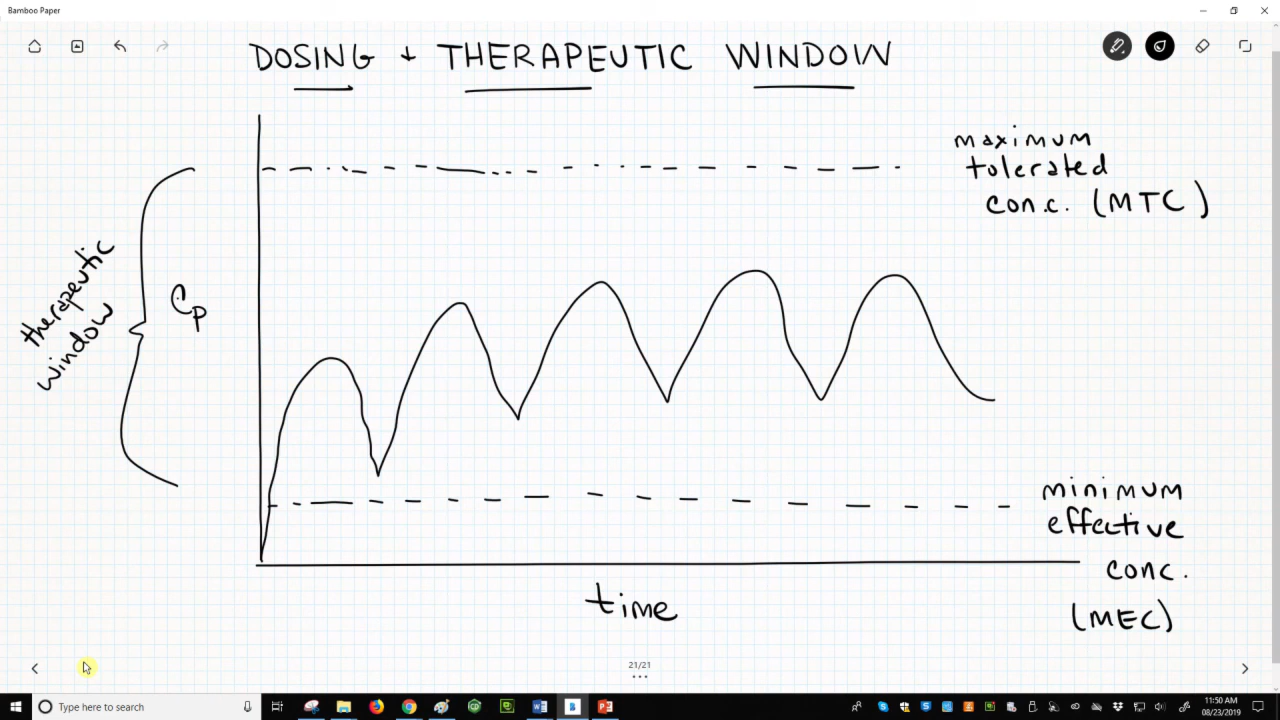 Bamboo Paper
DOSING + THERAPEUTIC WINDOW
maximum
tolerated
conc. (MTC)
therapeutic
window
Cp
minimum
effective
conc.
(MEC)
time
21/21
Type here to search
11:50 AM
08/23/2019